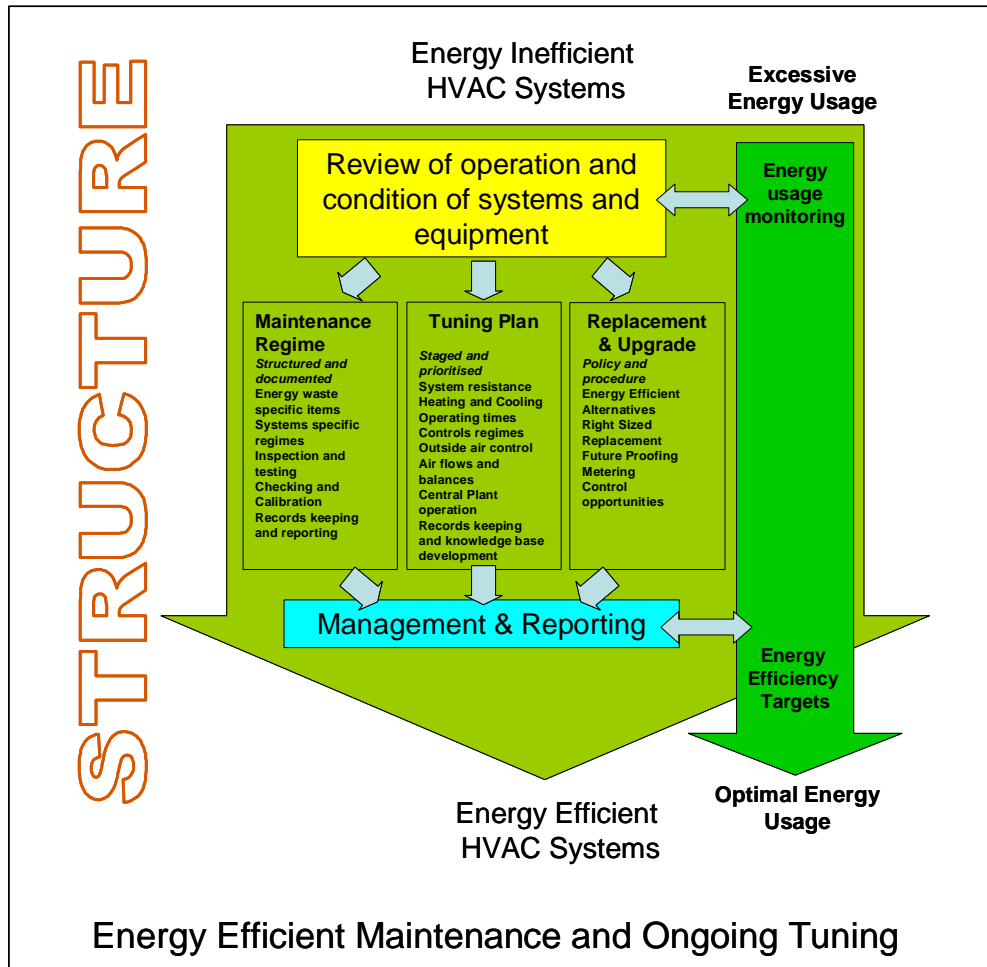 STRUCTURE
Energy Inefficient
HVAC Systems
Excessive
Energy Usage
Review of operation and
condition of systems and
equipment
Energy
usage
monitoring
Maintenance
Regime
Structured and
documented
Energy waste
specific items
Systems specific
regimes
Inspection and
testing
Checking and
Calibration
Records keeping
and reporting
Tuning Plan
Staged and
prioritised
System resistance
Heating and Cooling
Operating times
Controls regimes
Outside air control
Air flows and
balances
Central Plant
operation
Records keeping
and knowledge base
development
Replacement
& Upgrade
Policy and
procedure
Energy Efficient
Alternatives
Right Sized
Replacement
Future Proofing
Metering
Control
opportunities
Management & Reporting
Energy
Efficiency
Targets
Energy Efficient
HVAC Systems
Optimal Energy
Usage
Energy Efficient Maintenance and Ongoing Tuning